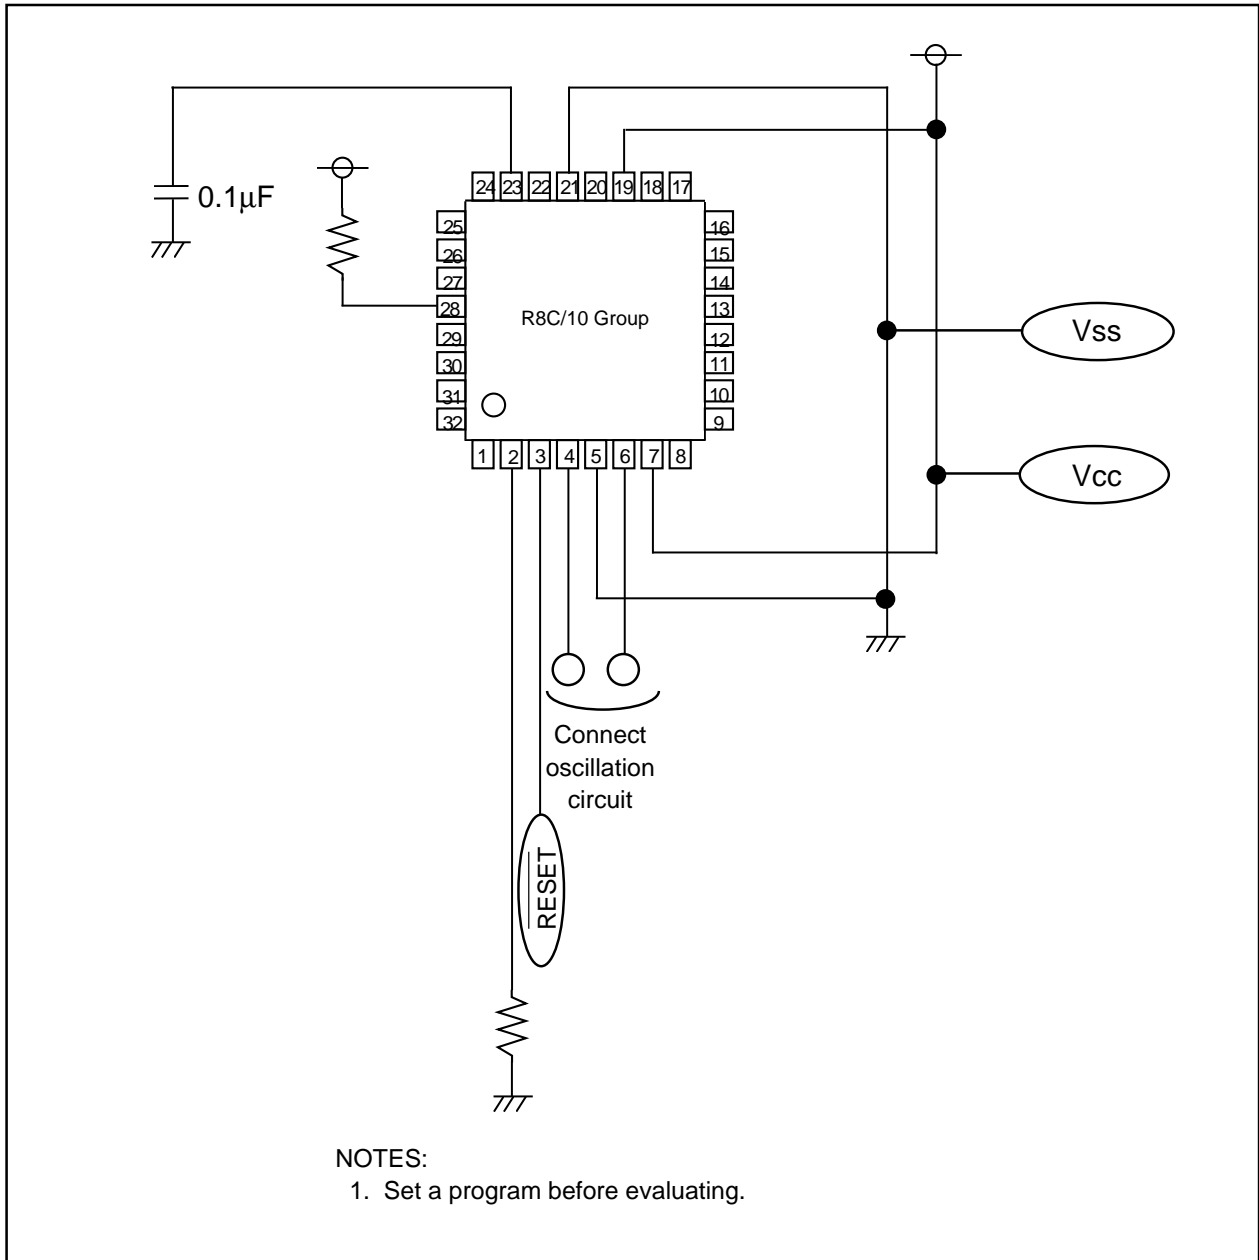 0.1μF
24 23 22 21 20 19 18 17
25
26
27
28
29
30
31
32
R8C/10 Group
16
15
14
13
12
11
10
9
1 2 3 4 5 6 7 8
Vss
Vcc
Connect
oscillation
circuit
RESET
NOTES:
1. Set a program before evaluating.